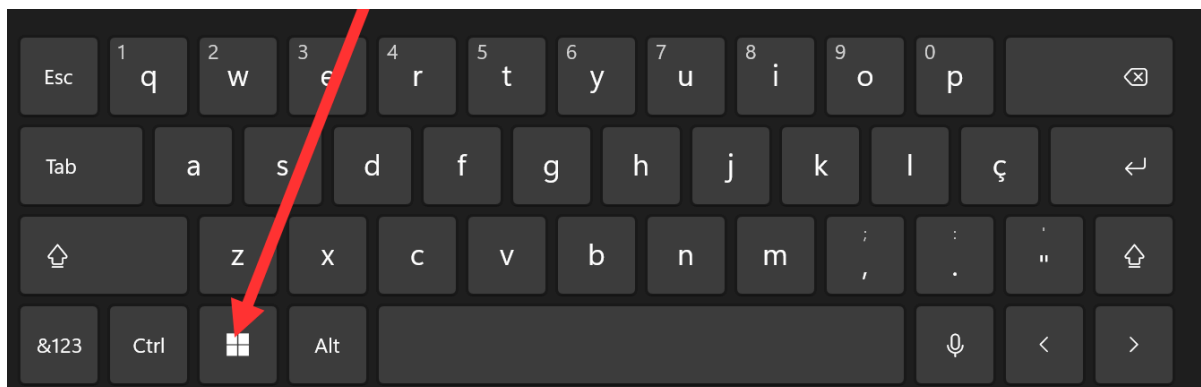 Esc 1 q 2 w 3 e 4 r 5 t 6 y 7 u 8 i 9 o 0 p
Tab a s d f g h j k l ç
z x c v b n m ; , : . ' "
&123 Ctrl Alt < >